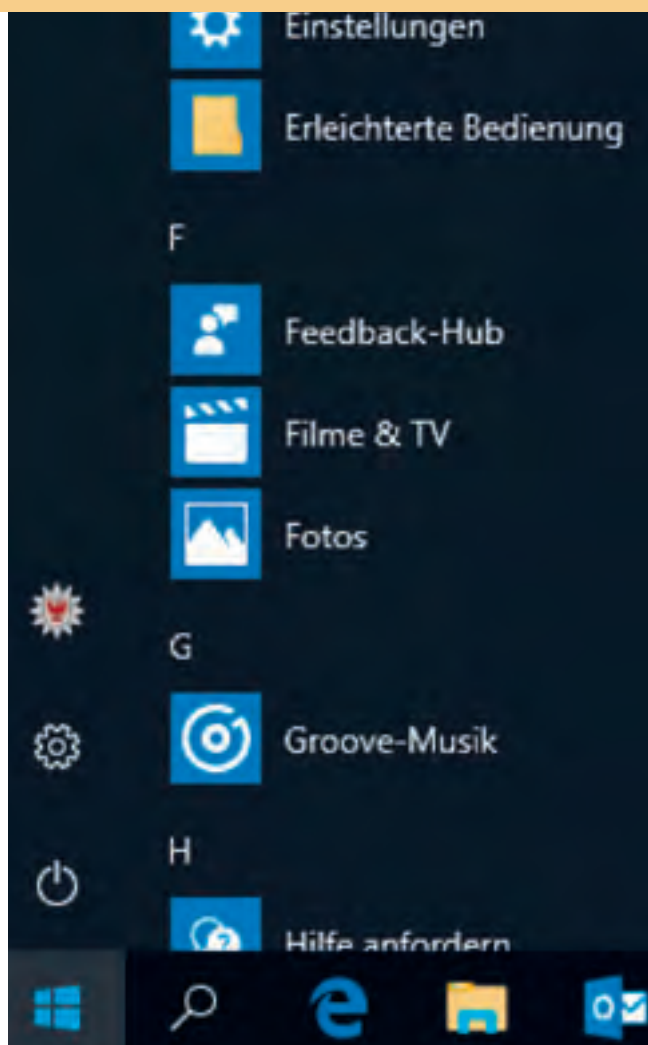 Einstellungen
Erleichterte Bedienung
F
Feedback-Hub
Filme & TV
Fotos
G
Groove-Musik
H
Hilfe anfordern